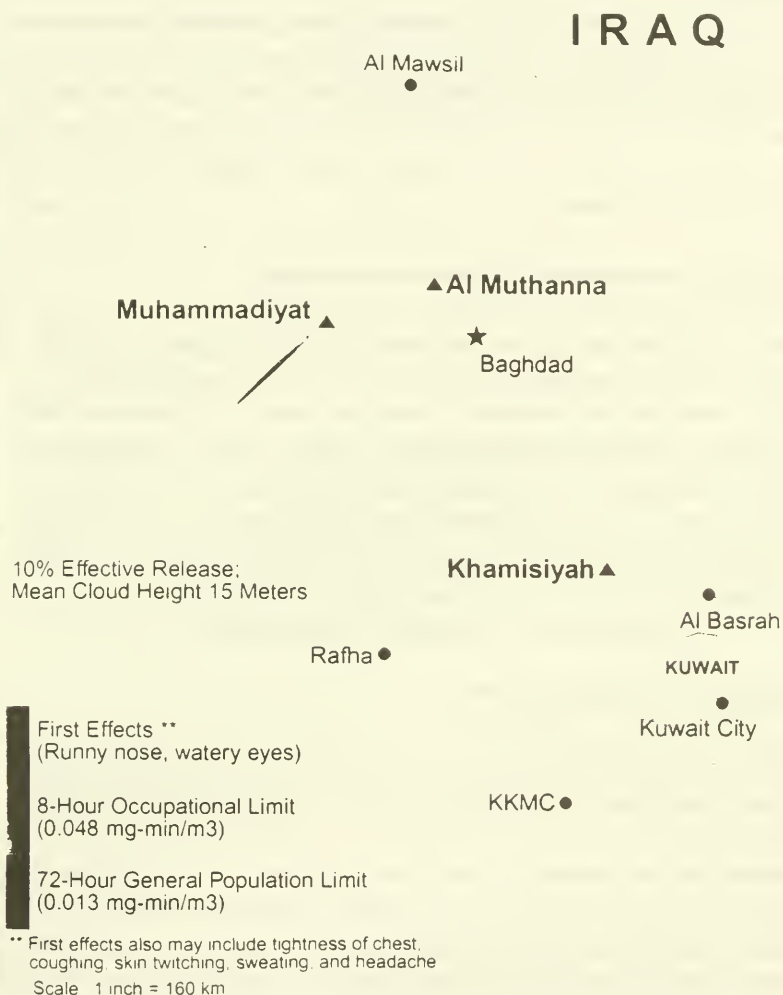 IRAQ
Al Mawsil
Al Muthanna
Muhammadiyat
Baghdad
10% Effective Release;
Mean Cloud Height 15 Meters
Khamisiyah
Al Basrah
Rafha
KUWAIT
Kuwait City
First Effects **
(Runny nose, watery eyes)
8-Hour Occupational Limit
(0.048 mg-min/m3)
KKMC
72-Hour General Population Limit
(0.013 mg-min/m3)
** First effects also may include tightness of chest,
coughing, skin twitching, sweating, and headache
Scale 1 inch = 160 km